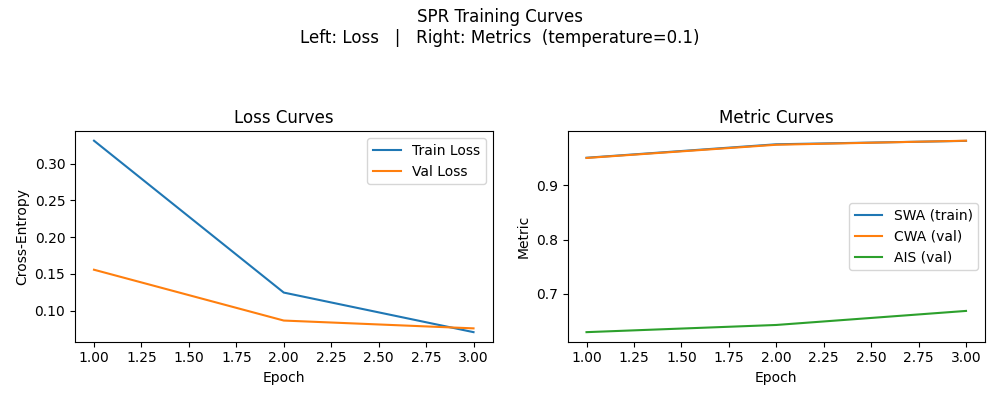 SPR Training Curves
Left: Loss | Right: Metrics (temperature=0.1)
Loss Curves
Cross-Entropy
0.30
0.25
0.20
0.15
0.10
Train Loss
Val Loss
1.00 1.25 1.50 1.75 2.00 2.25 2.50 2.75 3.00
Epoch
Metric Curves
Metric
0.9
0.8
0.7
SWA (train)
CWA (val)
AIS (val)
1.00 1.25 1.50 1.75 2.00 2.25 2.50 2.75 3.00
Epoch